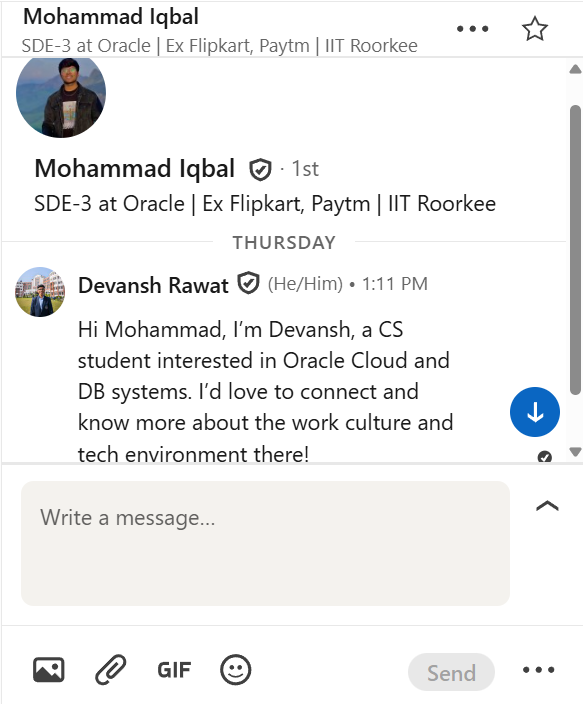 Mohammad Iqbal
SDE-3 at Oracle | Ex Flipkart, Paytm | IIT Roorkee
Mohammad Iqbal · 1st
SDE-3 at Oracle | Ex Flipkart, Paytm | IIT Roorkee
THURSDAY
Devansh Rawat (He/Him) • 1:11 PM
Hi Mohammad, I’m Devansh, a CS
student interested in Oracle Cloud and
DB systems. I’d love to connect and
know more about the work culture and
tech environment there!
Write a message...
GIF
Send